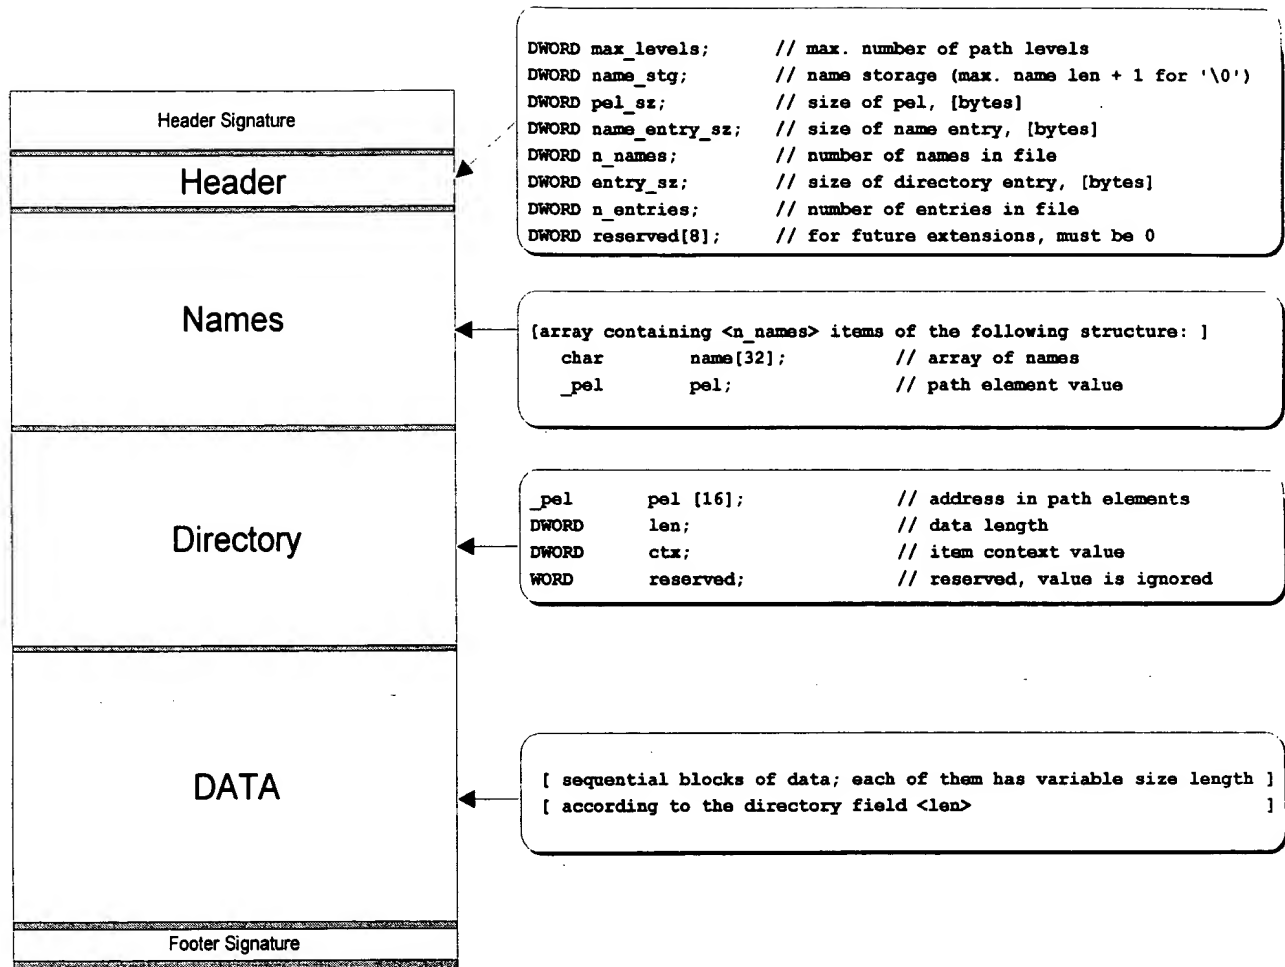 Header Signature
Header
Names
Directory
DATA
Footer Signature
DWORD max_levels; // max. number of path levels
DWORD name_stg; // name storage (max. name len + 1 for '\0')
DWORD pel_sz; // size of pel, [bytes]
DWORD name_entry_sz; // size of name entry, [bytes]
DWORD n_names; // number of names in file
DWORD entry_sz; // size of directory entry, [bytes]
DWORD n_entries; // number of entries in file
DWORD reserved[8]; // for future extensions, must be 0
[array containing <n_names> items of the following structure: ]
char name[32]; // array of names
_pel pel; // path element value
_pel pel [16]; // address in path elements
DWORD len; // data length
DWORD ctx; // item context value
WORD reserved; // reserved, value is ignored
[ sequential blocks of data; each of them has variable size length ]
[ according to the directory field <len> ]